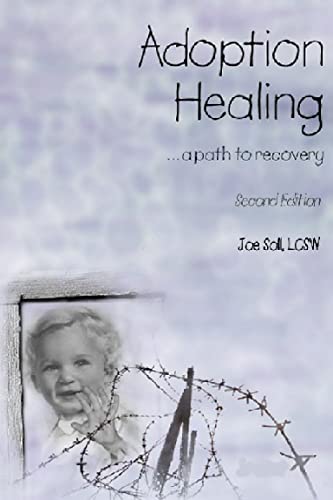 Adoption
Healing
...a path to recovery
Second Edition
Joe Soll, LCSW